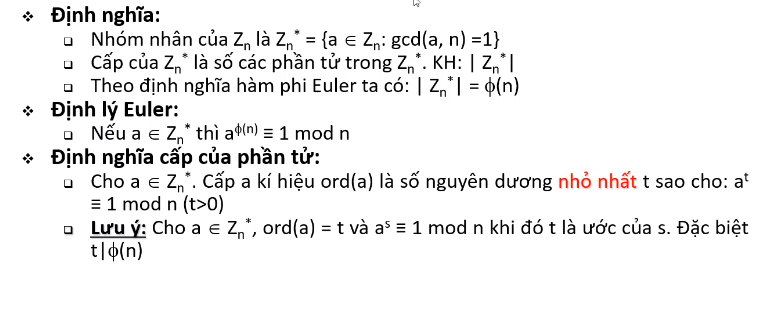 ❖ Định nghĩa:
❑ Nhóm nhân của Zₙ là Zₙ* = {a ∈ Zₙ: gcd(a, n) =1}
❑ Cấp của Zₙ* là số các phần tử trong Zₙ*. KH: | Zₙ*|
❑ Theo định nghĩa hàm phi Euler ta có: | Zₙ*| = ϕ(n)
❖ Định lý Euler:
❑ Nếu a ∈ Zₙ* thì a^ϕ(n) ≡ 1 mod n
❖ Định nghĩa cấp của phần tử:
❑ Cho a ∈ Zₙ*. Cấp a kí hiệu ord(a) là số nguyên dương nhỏ nhất t sao cho: aᵗ
≡ 1 mod n (t>0)
❑ Lưu ý: Cho a ∈ Zₙ*, ord(a) = t và aˢ ≡ 1 mod n khi đó t là ước của s. Đặc biệt
t|ϕ(n)